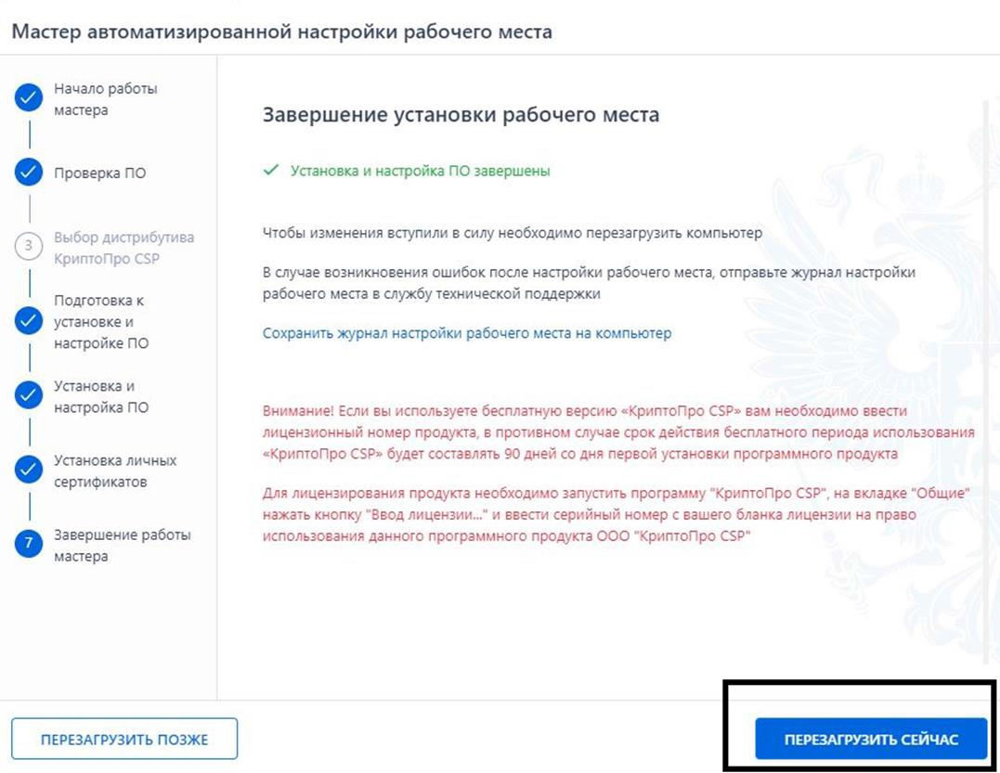 Мастер автоматизированной настройки рабочего места
Начало работы
мастера
Проверка ПО
3
Выбор дистрибутива
КриптоПро CSP
Подготовка к
установке и
настройке ПО
Установка и
настройка ПО
Установка личных
сертификатов
7
Завершение работы
мастера
Завершение установки рабочего места
Установка и настройка ПО завершены
Чтобы изменения вступили в силу необходимо перезагрузить компьютер
В случае возникновения ошибок после настройки рабочего места, отправьте журнал настройки
рабочего места в службу технической поддержки
Сохранить журнал настройки рабочего места на компьютер
Внимание! Если вы используете бесплатную версию «КриптоПро CSP» вам необходимо ввести
лицензионный номер продукта, в противном случае срок действия бесплатного периода использования
«КриптоПро CSP» будет составлять 90 дней со дня первой установки программного продукта
Для лицензирования продукта необходимо запустить программу "КриптоПро CSP", на вкладке "Общие"
нажать кнопку "Ввод лицензии..." и ввести серийный номер с вашего бланка лицензии на право
использования данного программного продукта ООО "КриптоПро CSP"
ПЕРЕЗАГРУЗИТЬ ПОЗЖЕ
ПЕРЕЗАГРУЗИТЬ СЕЙЧАС